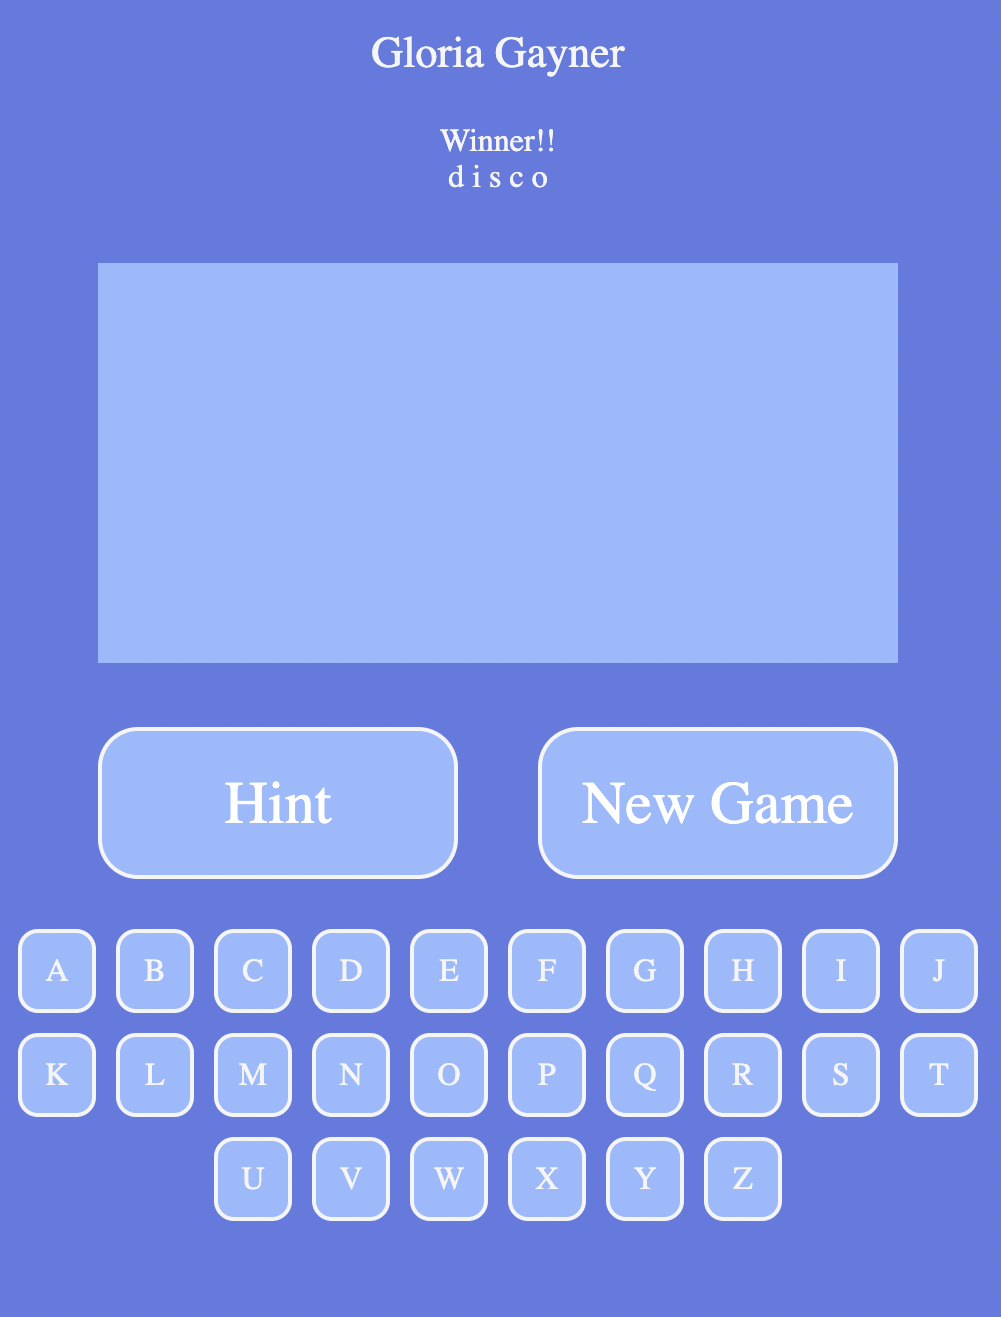 Gloria Gayner
Winner!!
d i s c o
Hint New Game
A B C D E F G H I J
K L M N O P Q R S T
U V W X Y Z